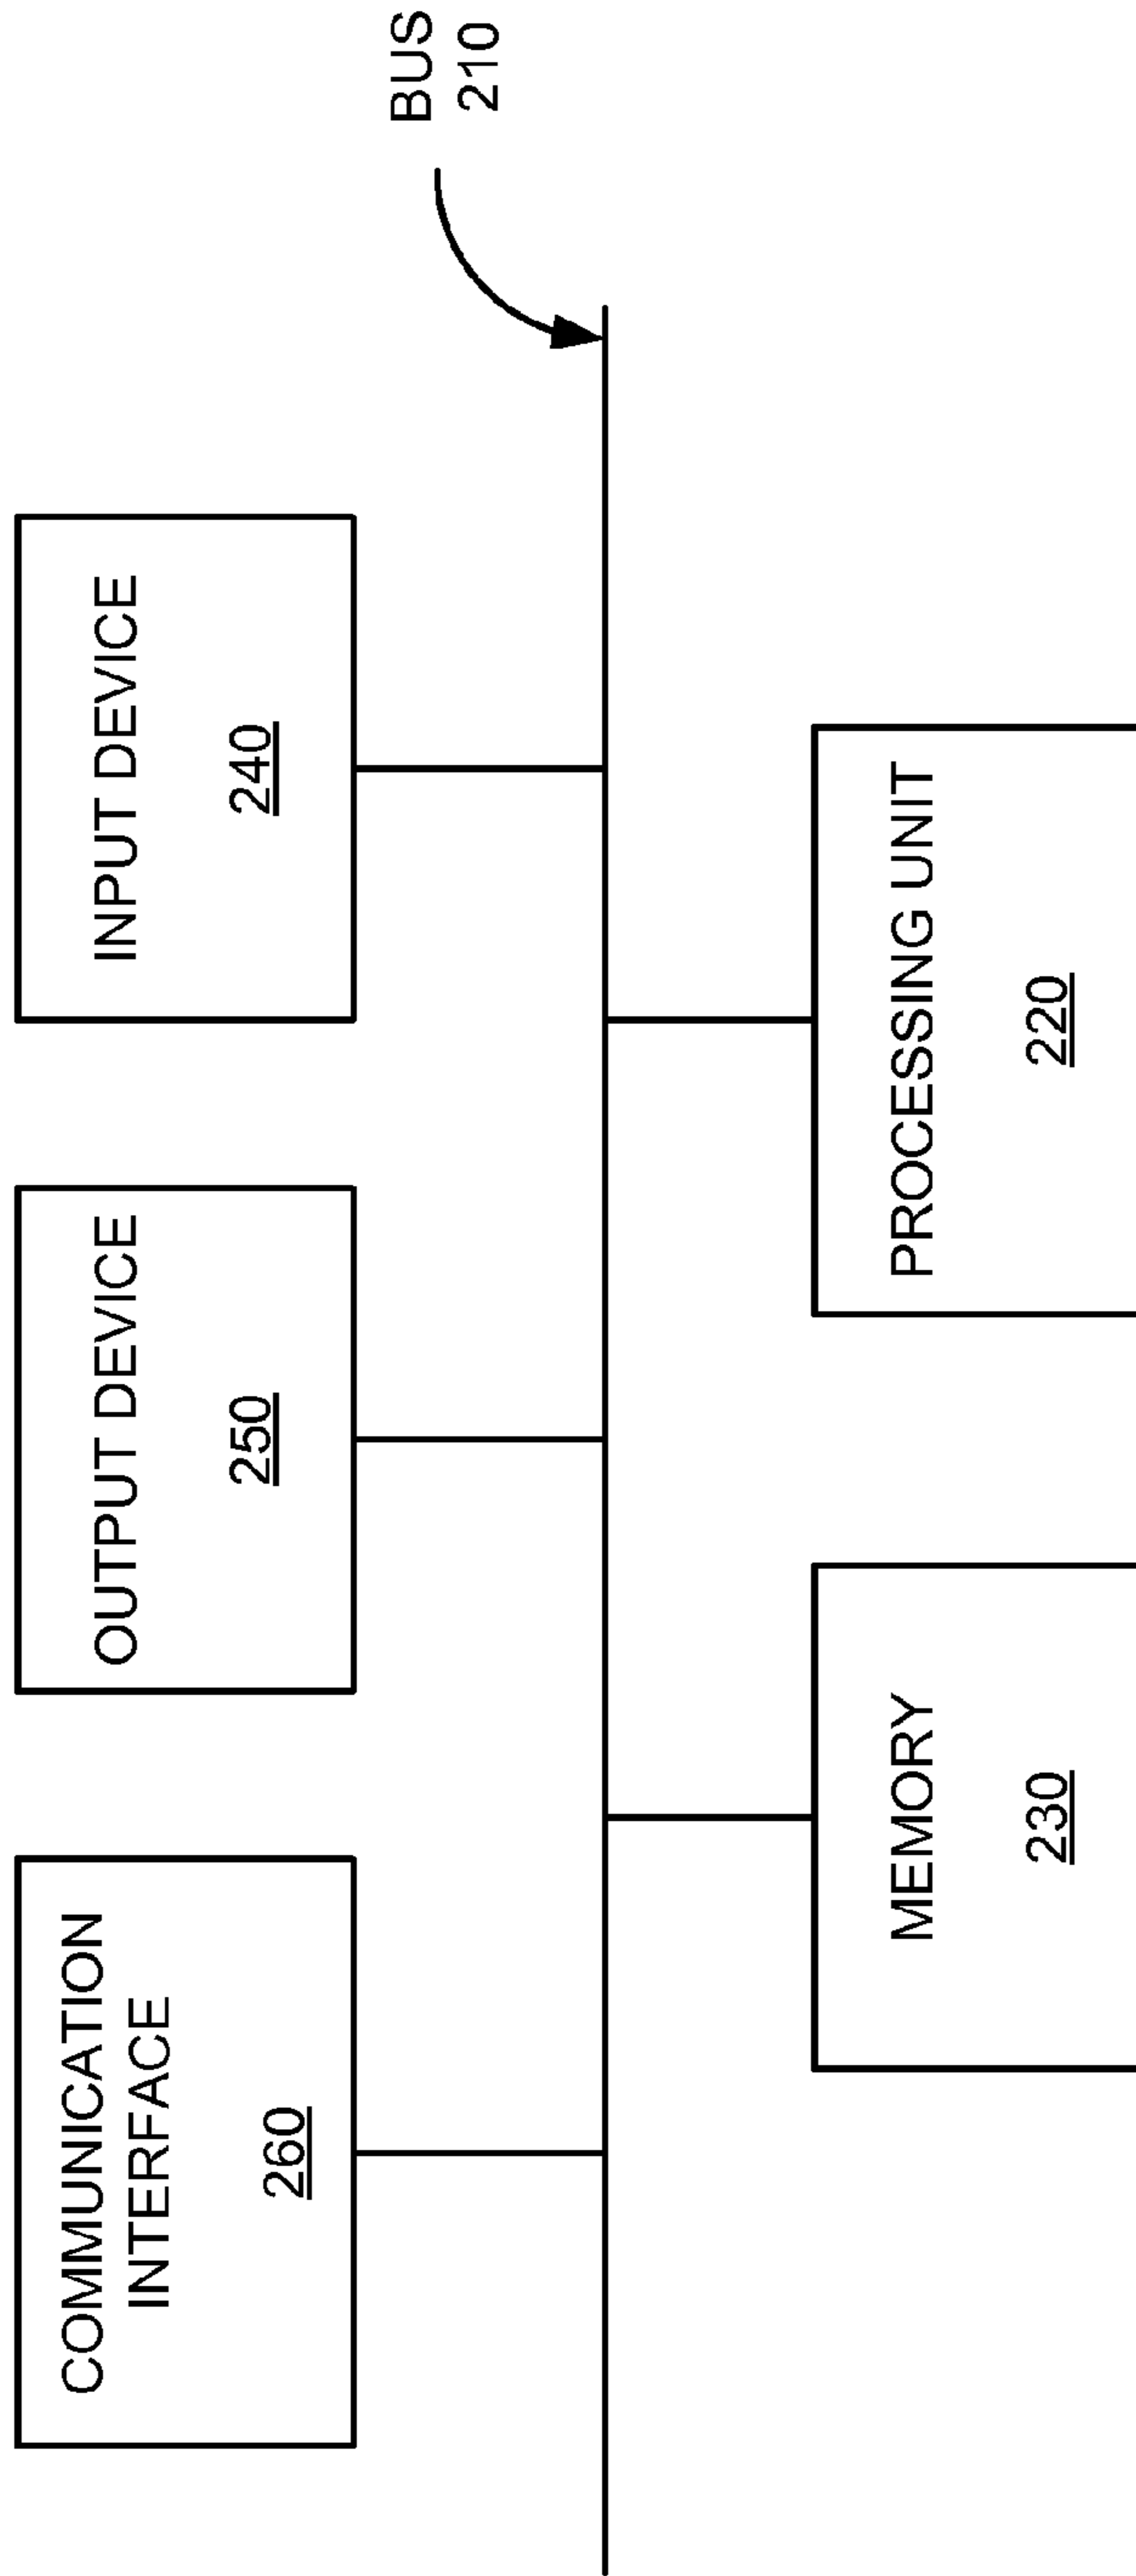 COMMUNICATION
INTERFACE
260
OUTPUT DEVICE
250
INPUT DEVICE
240
BUS
210
MEMORY
230
PROCESSING UNIT
220